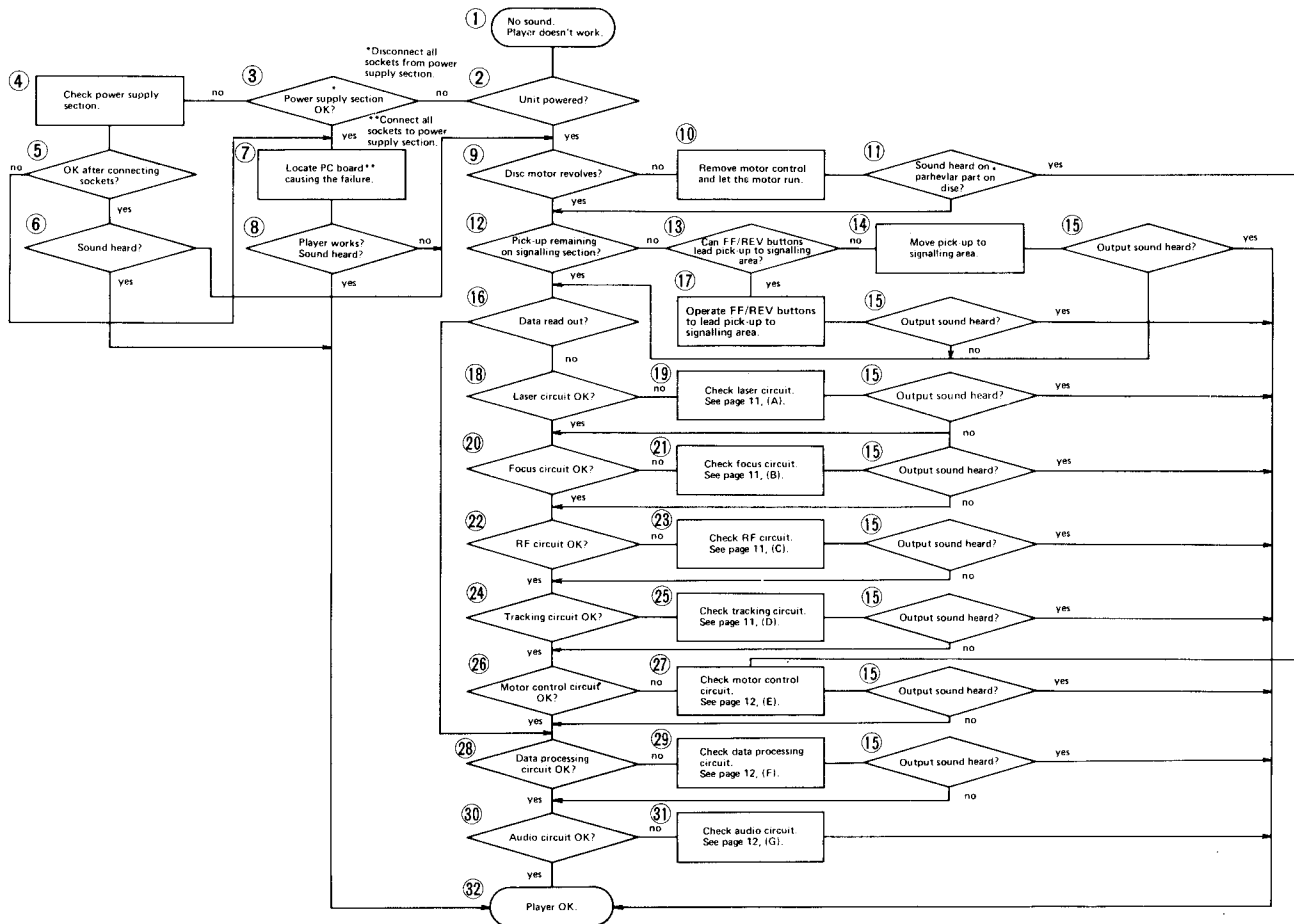 ① No sound.
Player doesn't work.
*Disconnect all
sockets from power
supply section.
② Unit powered?
no
yes
③ *
Power supply section
OK?
no
yes
**Connect all
sockets to power
supply section.
④ Check power supply
section.
⑤ OK after connecting
sockets?
no
yes
⑥ Sound heard?
yes
⑦ Locate PC board**
causing the failure.
⑧ Player works?
Sound heard?
no
yes
⑨ Disc motor revolves?
no
yes
⑩ Remove motor control
and let the motor run.
⑪ Sound heard on*
parhevlar part on
dise?
yes
⑫ Pick-up remaining
on signalling section?
no
yes
⑬ Can FF/REV buttons
lead pick-up to signalling
area?
no
yes
⑭ Move pick-up to
signalling area.
⑮ Output sound heard?
yes
⑯ Data read out?
no
⑰ Operate FF/REV buttons
to lead pick-up to
signalling area.
⑮ Output sound heard?
yes
no
⑱ Laser circuit OK?
no
yes
⑲ Check laser circuit.
See page 11, (A).
⑮ Output sound heard?
yes
no
⑳ Focus circuit OK?
no
yes
㉑ Check focus circuit.
See page 11, (B).
⑮ Output sound heard?
yes
no
㉒ RF circuit OK?
no
yes
㉓ Check RF circuit.
See page 11, (C).
⑮ Output sound heard?
yes
no
㉔ Tracking circuit OK?
no
yes
㉕ Check tracking circuit.
See page 11, (D).
⑮ Output sound heard?
yes
no
㉖ Motor control circuit*
OK?
no
yes
㉗ Check motor control
circuit.
See page 12, (E).
⑮ Output sound heard?
yes
no
㉘ Data processing
circuit OK?
no
yes
㉙ Check data processing
circuit.
See page 12, (F).
⑮ Output sound heard?
yes
no
㉚ Audio circuit OK?
no
yes
㉛ Check audio circuit.
See page 12, (G).
㉜ Player OK.